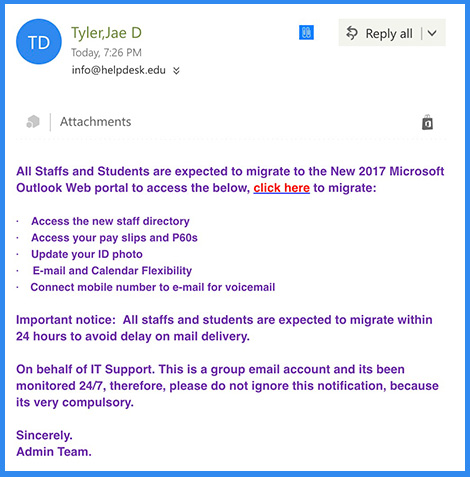 TD
Tyler,Jae D
Today, 7:26 PM
info@helpdesk.edu
Reply all
Attachments
All Staffs and Students are expected to migrate to the New 2017 Microsoft
Outlook Web portal to access the below, click here to migrate:
· Access the new staff directory
· Access your pay slips and P60s
· Update your ID photo
· E-mail and Calendar Flexibility
· Connect mobile number to e-mail for voicemail
Important notice: All staffs and students are expected to migrate within
24 hours to avoid delay on mail delivery.
On behalf of IT Support. This is a group email account and its been
monitored 24/7, therefore, please do not ignore this notification, because
its very compulsory.
Sincerely.
Admin Team.